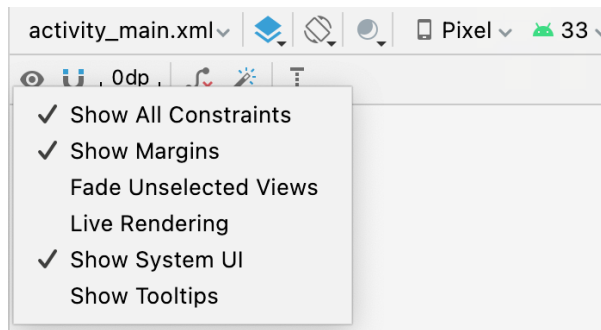 activity_main.xml Pixel 33
0dp
Show All Constraints
Show Margins
Fade Unselected Views
Live Rendering
Show System UI
Show Tooltips